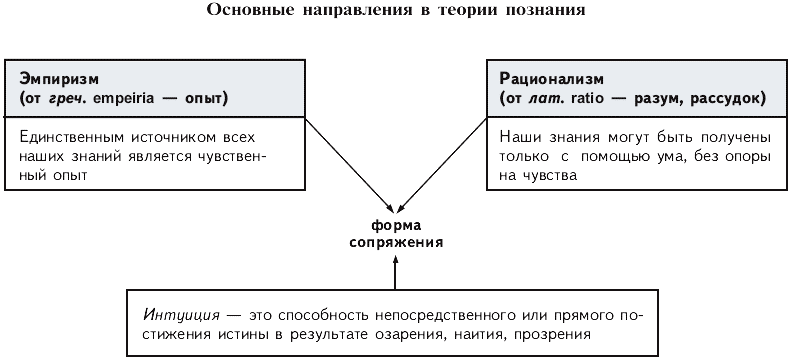 Основные направления в теории познания
Эмпиризм
(от греч. empeiria — опыт)
Единственным источником всех
наших знаний является чувствен-
ный опыт
Рационализм
(от лат. ratio — разум, рассудок)
Наши знания могут быть получены
только с помощью ума, без опоры
на чувства
форма
сопряжения
Интуиция — это способность непосредственного или прямого по-
стижения истины в результате озарения, наития, прозрения